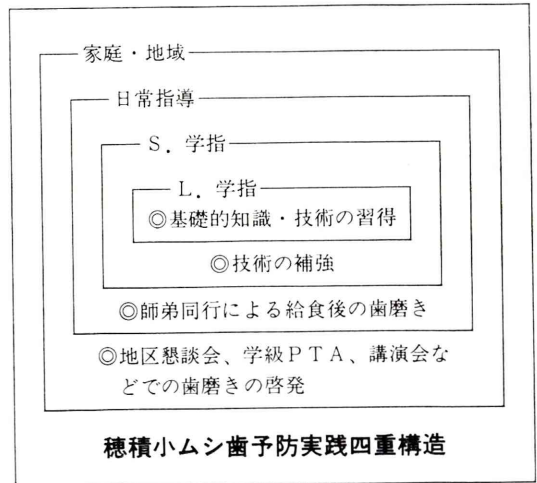 家庭・地域
日常指導
S．学指
L．学指
◎基礎的知識・技術の習得
◎技術の補強
◎師弟同行による給食後の歯磨き
◎地区懇談会、学級PTA、講演会な
どでの歯磨きの啓発
穂積小ムシ歯予防実践四重構造